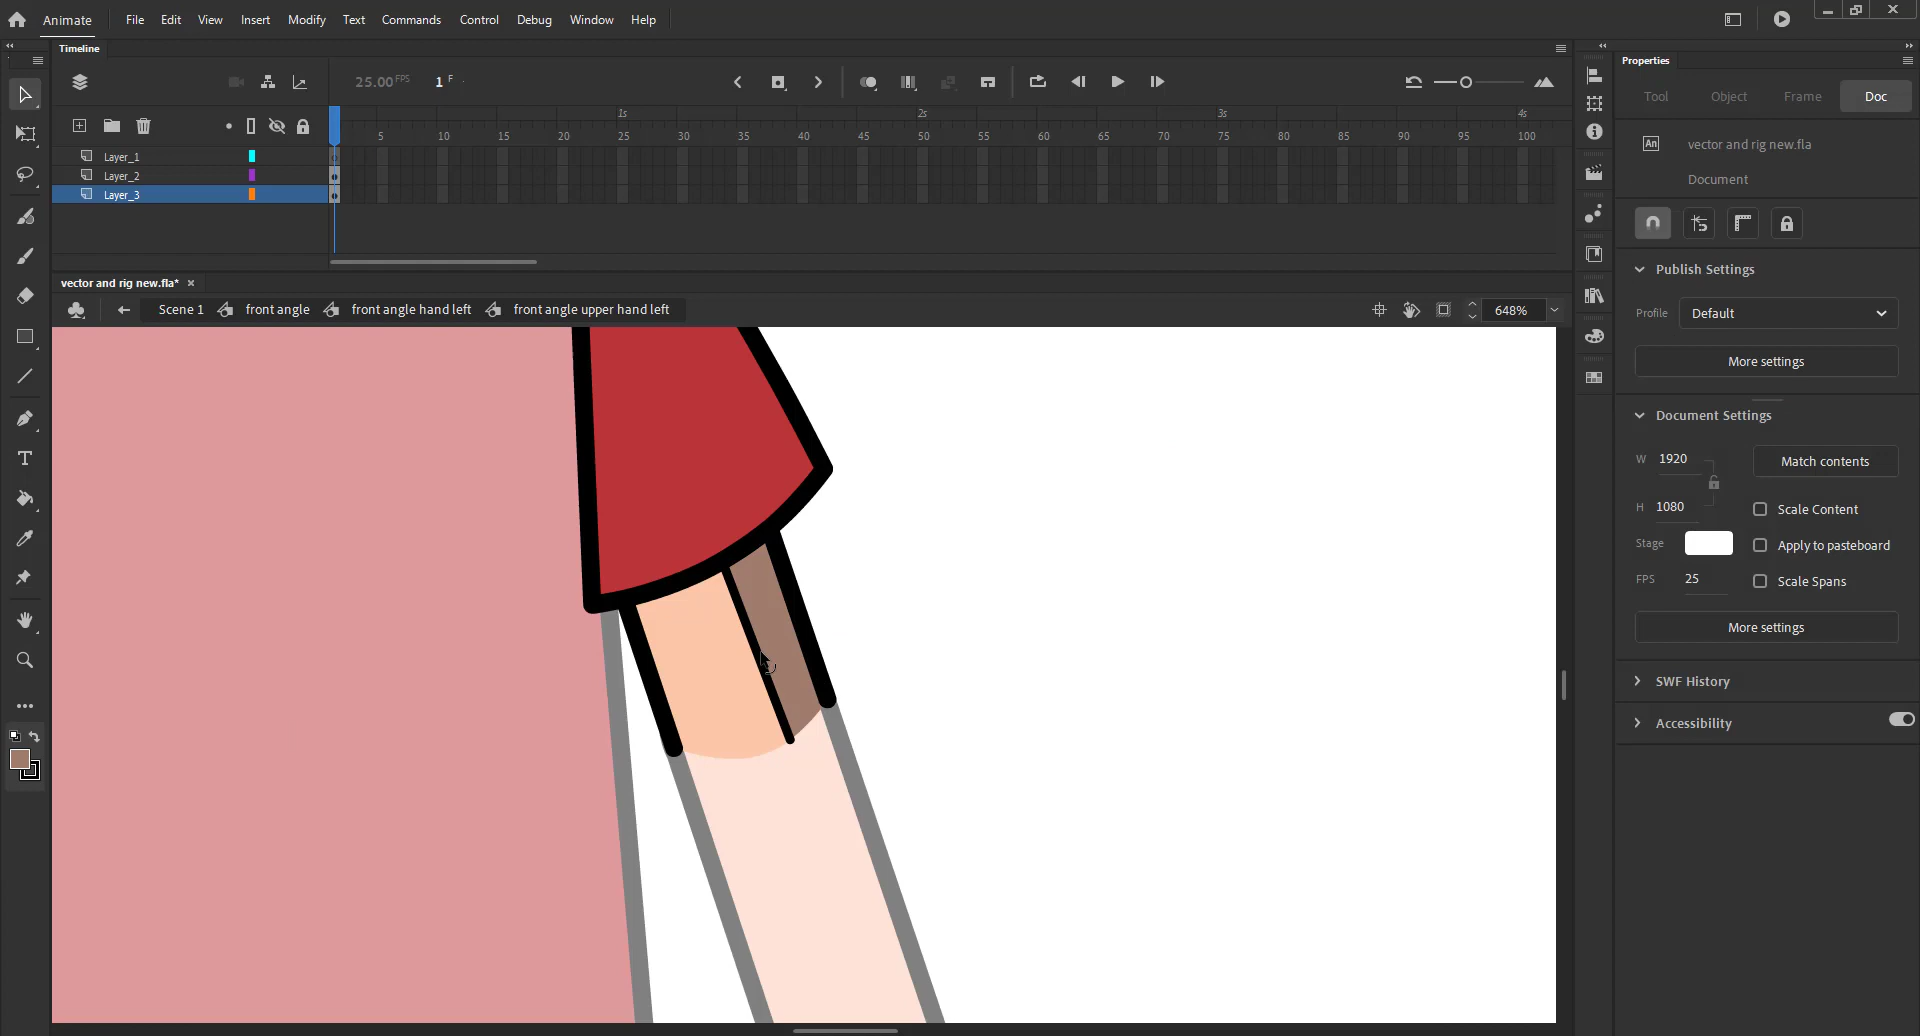 Animate File Edit View Insert Modify Text Commands Control Debug Window Help
Timeline
25.00 FPS 1 F
1s 2s 3s 4s
5 10 15 20 25 30 35 40 45 50 55 60 65 70 75 80 85 90 95 100
Layer_1
Layer_2
Layer_3
vector and rig new.fla* ×
Scene 1 front angle front angle hand left front angle upper hand left 648%
Properties
Tool Object Frame Doc
An vector and rig new.fla
Document
Publish Settings
Profile Default
More settings
Document Settings
W 1920 Match contents
H 1080 Scale Content
Stage Apply to pasteboard
FPS 25 Scale Spans
More settings
SWF History
Accessibility